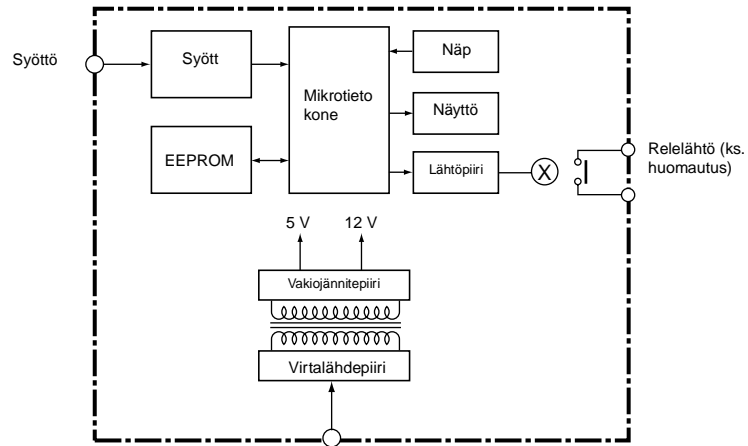 Syöttö
Syött
Näp
Mikrotieto
kone
Näyttö
EEPROM
Lähtöpiiri
X
Relelähtö (ks.
huomautus)
5 V
12 V
Vakiojännitepiiri
Virtalähdepiiri